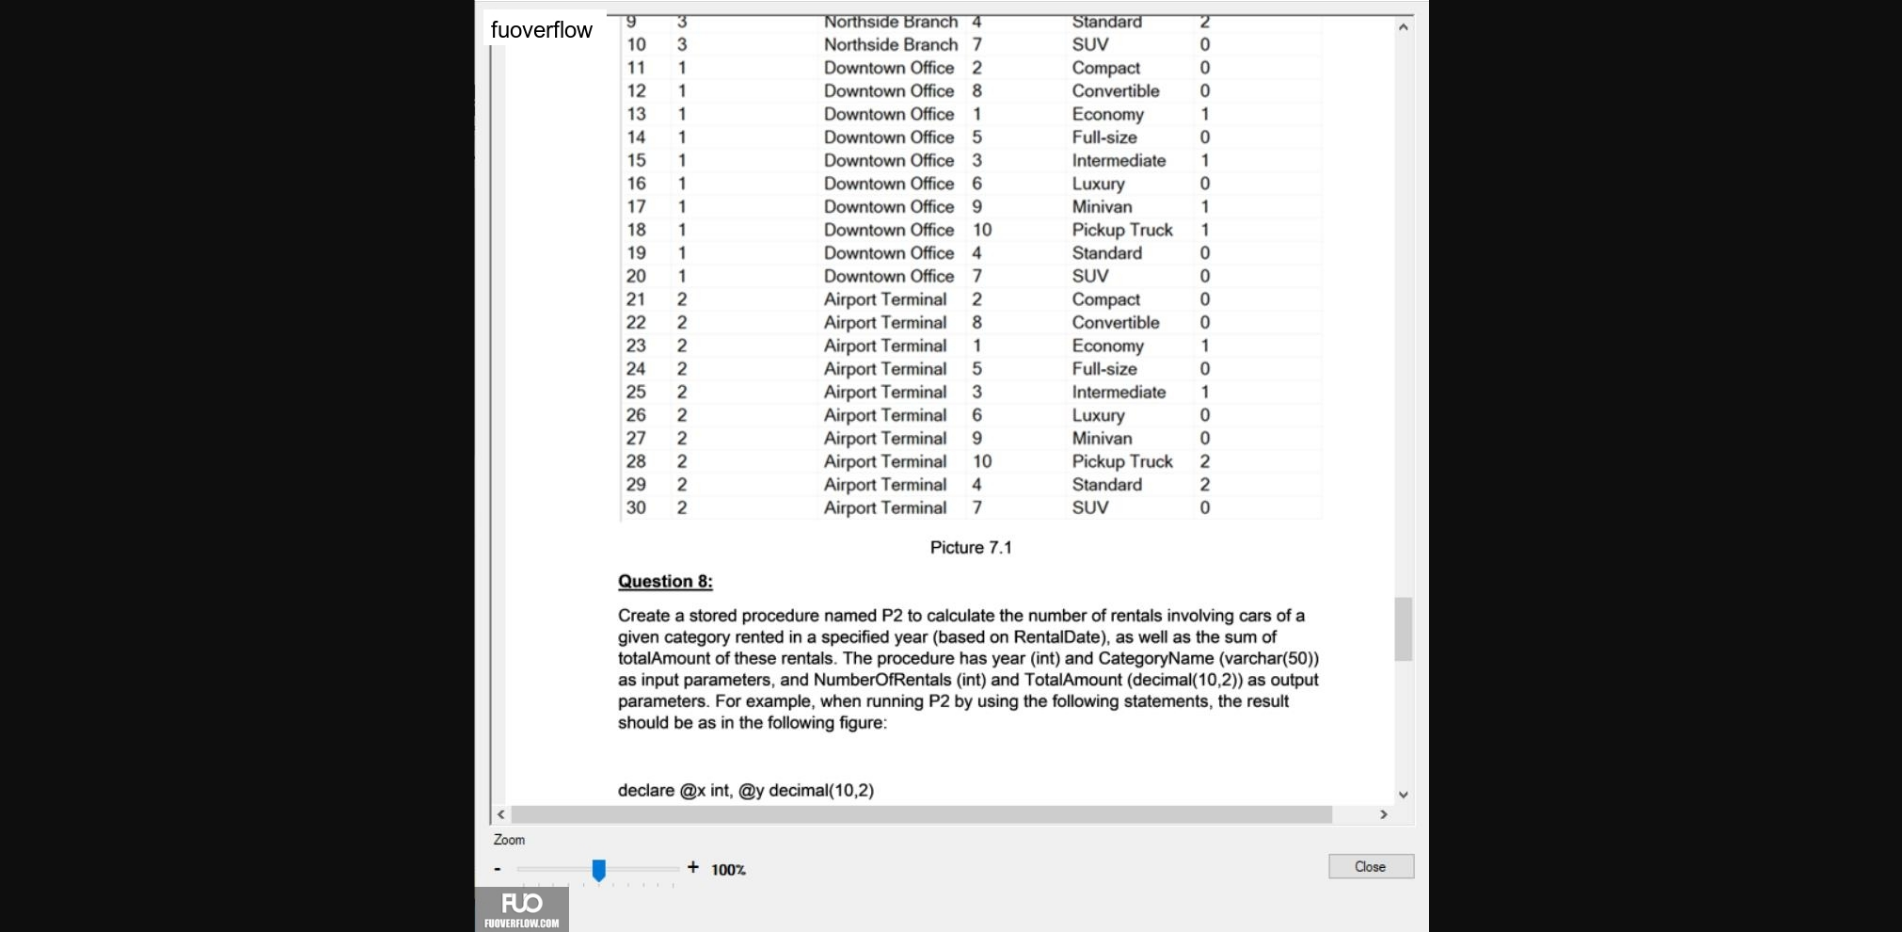 fuoverflow
9 3 Northside Branch 4 Standard 2
10 3 Northside Branch 7 SUV 0
11 1 Downtown Office 2 Compact 0
12 1 Downtown Office 8 Convertible 0
13 1 Downtown Office 1 Economy 1
14 1 Downtown Office 5 Full-size 0
15 1 Downtown Office 3 Intermediate 1
16 1 Downtown Office 6 Luxury 0
17 1 Downtown Office 9 Minivan 1
18 1 Downtown Office 10 Pickup Truck 1
19 1 Downtown Office 4 Standard 0
20 1 Downtown Office 7 SUV 0
21 2 Airport Terminal 2 Compact 0
22 2 Airport Terminal 8 Convertible 0
23 2 Airport Terminal 1 Economy 1
24 2 Airport Terminal 5 Full-size 0
25 2 Airport Terminal 3 Intermediate 1
26 2 Airport Terminal 6 Luxury 0
27 2 Airport Terminal 9 Minivan 0
28 2 Airport Terminal 10 Pickup Truck 2
29 2 Airport Terminal 4 Standard 2
30 2 Airport Terminal 7 SUV 0
Picture 7.1
Question 8:
Create a stored procedure named P2 to calculate the number of rentals involving cars of a
given category rented in a specified year (based on RentalDate), as well as the sum of
totalAmount of these rentals. The procedure has year (int) and CategoryName (varchar(50))
as input parameters, and NumberOfRentals (int) and TotalAmount (decimal(10,2)) as output
parameters. For example, when running P2 by using the following statements, the result
should be as in the following figure:
declare @x int, @y decimal(10,2)
Zoom
- + 100%
Close
FUO
FUOVERFLOW.COM